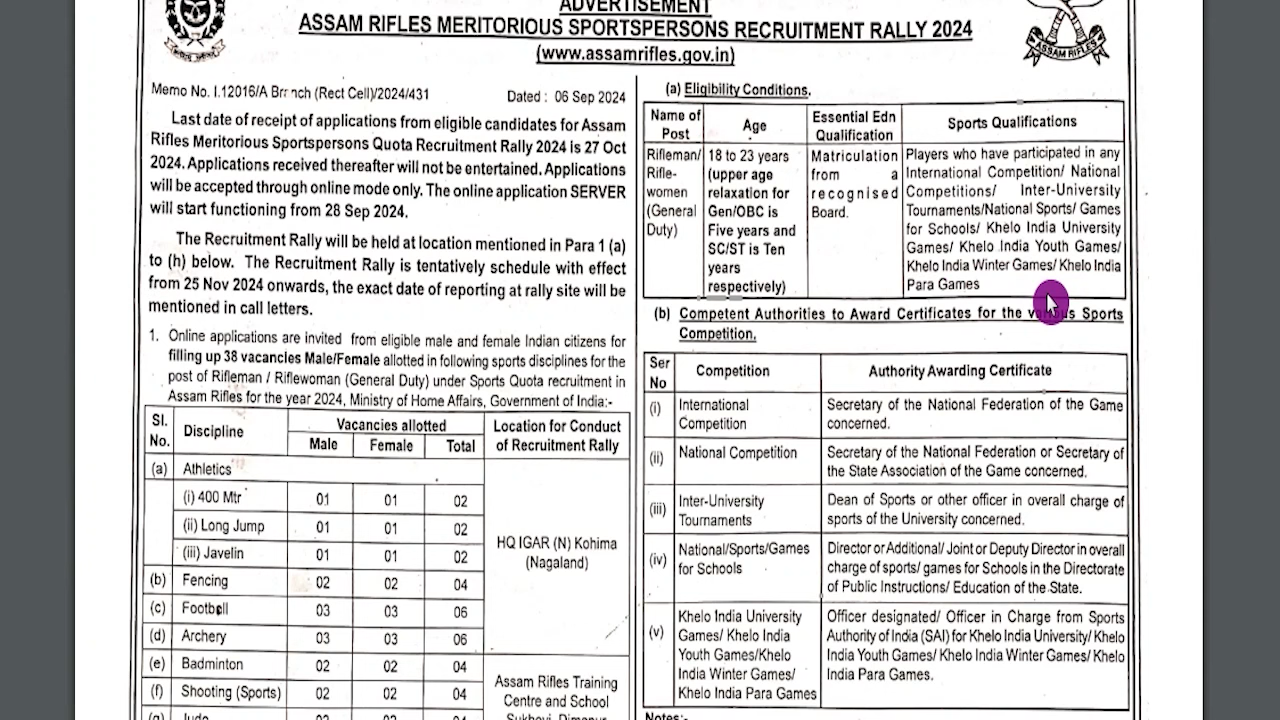 ADVERTISEMENT
ASSAM RIFLES MERITORIOUS SPORTSPERSONS RECRUITMENT RALLY 2024
(www.assamrifles.gov.in)
ASSAM RIFLES
Memo No. I.12016/A Branch (Rect Cell)/2024/431 Dated : 06 Sep 2024
Last date of receipt of applications from eligible candidates for Assam
Rifles Meritorious Sportspersons Quota Recruitment Rally 2024 is 27 Oct
2024. Applications received thereafter will not be entertained. Applications
will be accepted through online mode only. The online application SERVER
will start functioning from 28 Sep 2024.
The Recruitment Rally will be held at location mentioned in Para 1 (a)
to (h) below. The Recruitment Rally is tentatively schedule with effect
from 25 Nov 2024 onwards, the exact date of reporting at rally site will be
mentioned in call letters.
1. Online applications are invited from eligible male and female Indian citizens for
filling up 38 vacancies Male/Female allotted in following sports disciplines for the
post of Rifleman / Riflewoman (General Duty) under Sports Quota recruitment in
Assam Rifles for the year 2024, Ministry of Home Affairs, Government of India:-
Sl. No. Discipline Vacancies allotted Location for Conduct of Recruitment Rally
Male Female Total
(a) Athletics
(i) 400 Mtr 01 01 02
(ii) Long Jump 01 01 02
(iii) Javelin 01 01 02
HQ IGAR (N) Kohima
(Nagaland)
(b) Fencing 02 02 04
(c) Football 03 03 06
(d) Archery 03 03 06
(e) Badminton 02 02 04
(f) Shooting (Sports) 02 02 04
Assam Rifles Training
Centre and School
Sukhovi, Dimapur
(g) Judo 02 02 04
(a) Eligibility Conditions.
Name of Post Age Essential Edn Qualification Sports Qualifications
Rifleman/
Rifle-
women
(General
Duty)
18 to 23 years
(upper age
relaxation for
Gen/OBC is
Five years and
SC/ST is Ten
years
respectively)
Matriculation
from a
recognised
Board.
Players who have participated in any
International Competition/ National
Competitions/ Inter-University
Tournaments/National Sports/ Games
for Schools/ Khelo India University
Games/ Khelo India Youth Games/
Khelo India Winter Games/ Khelo India
Para Games
(b) Competent Authorities to Award Certificates for the various Sports
Competition.
Ser No Competition Authority Awarding Certificate
(i) International
Competition
Secretary of the National Federation of the Game
concerned.
(ii) National Competition
Secretary of the National Federation or Secretary of
the State Association of the Game concerned.
(iii) Inter-University
Tournaments
Dean of Sports or other officer in overall charge of
sports of the University concerned.
(iv) National/Sports/Games
for Schools
Director or Additional/ Joint or Deputy Director in overall
charge of sports/ games for Schools in the Directorate
of Public Instructions/ Education of the State.
(v) Khelo India University
Games/ Khelo India
Youth Games/Khelo
India Winter Games/
Khelo India Para Games
Officer designated/ Officer in Charge from Sports
Authority of India (SAI) for Khelo India University/ Khelo
India Youth Games/ Khelo India Winter Games/ Khelo
India Para Games.
Notes:-